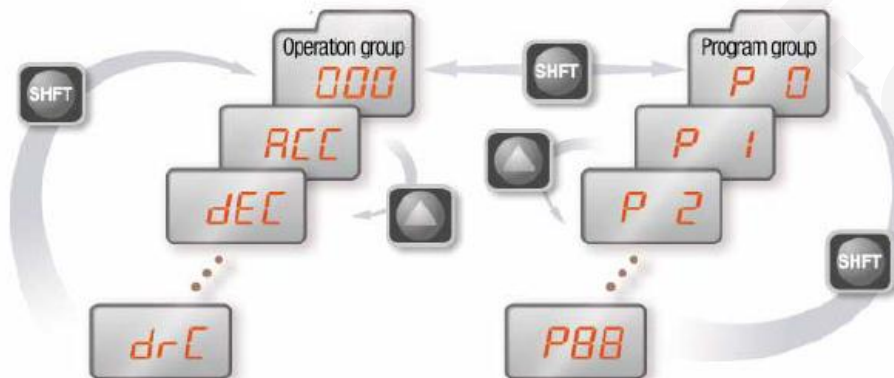 Operation group
000
SHFT
ACC
dEC
drC
SHFT
Program group
P 0
P 1
P 2
P88
SHFT